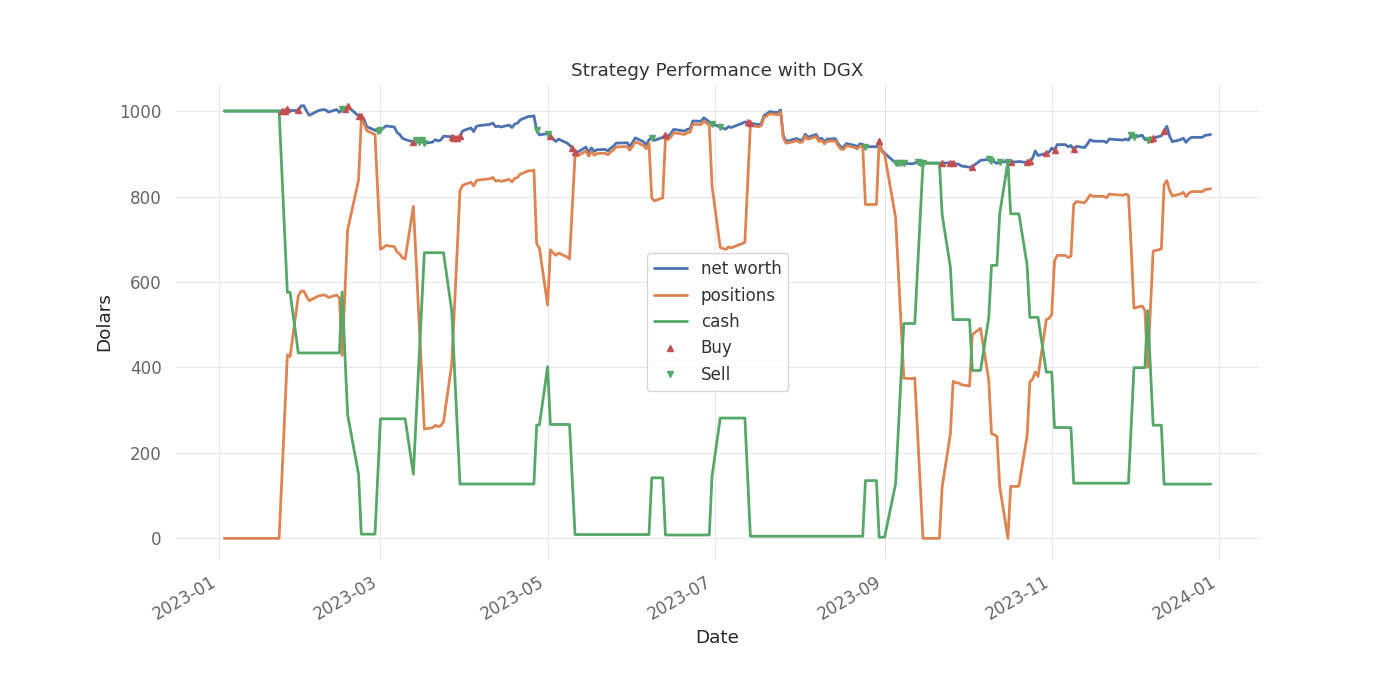 Strategy Performance with DGX
Dolars
1000
800
600
400
200
0
net worth
positions
cash
Buy
Sell
2023-01
2023-03
2023-05
2023-07
2023-09
2023-11
2024-01
Date